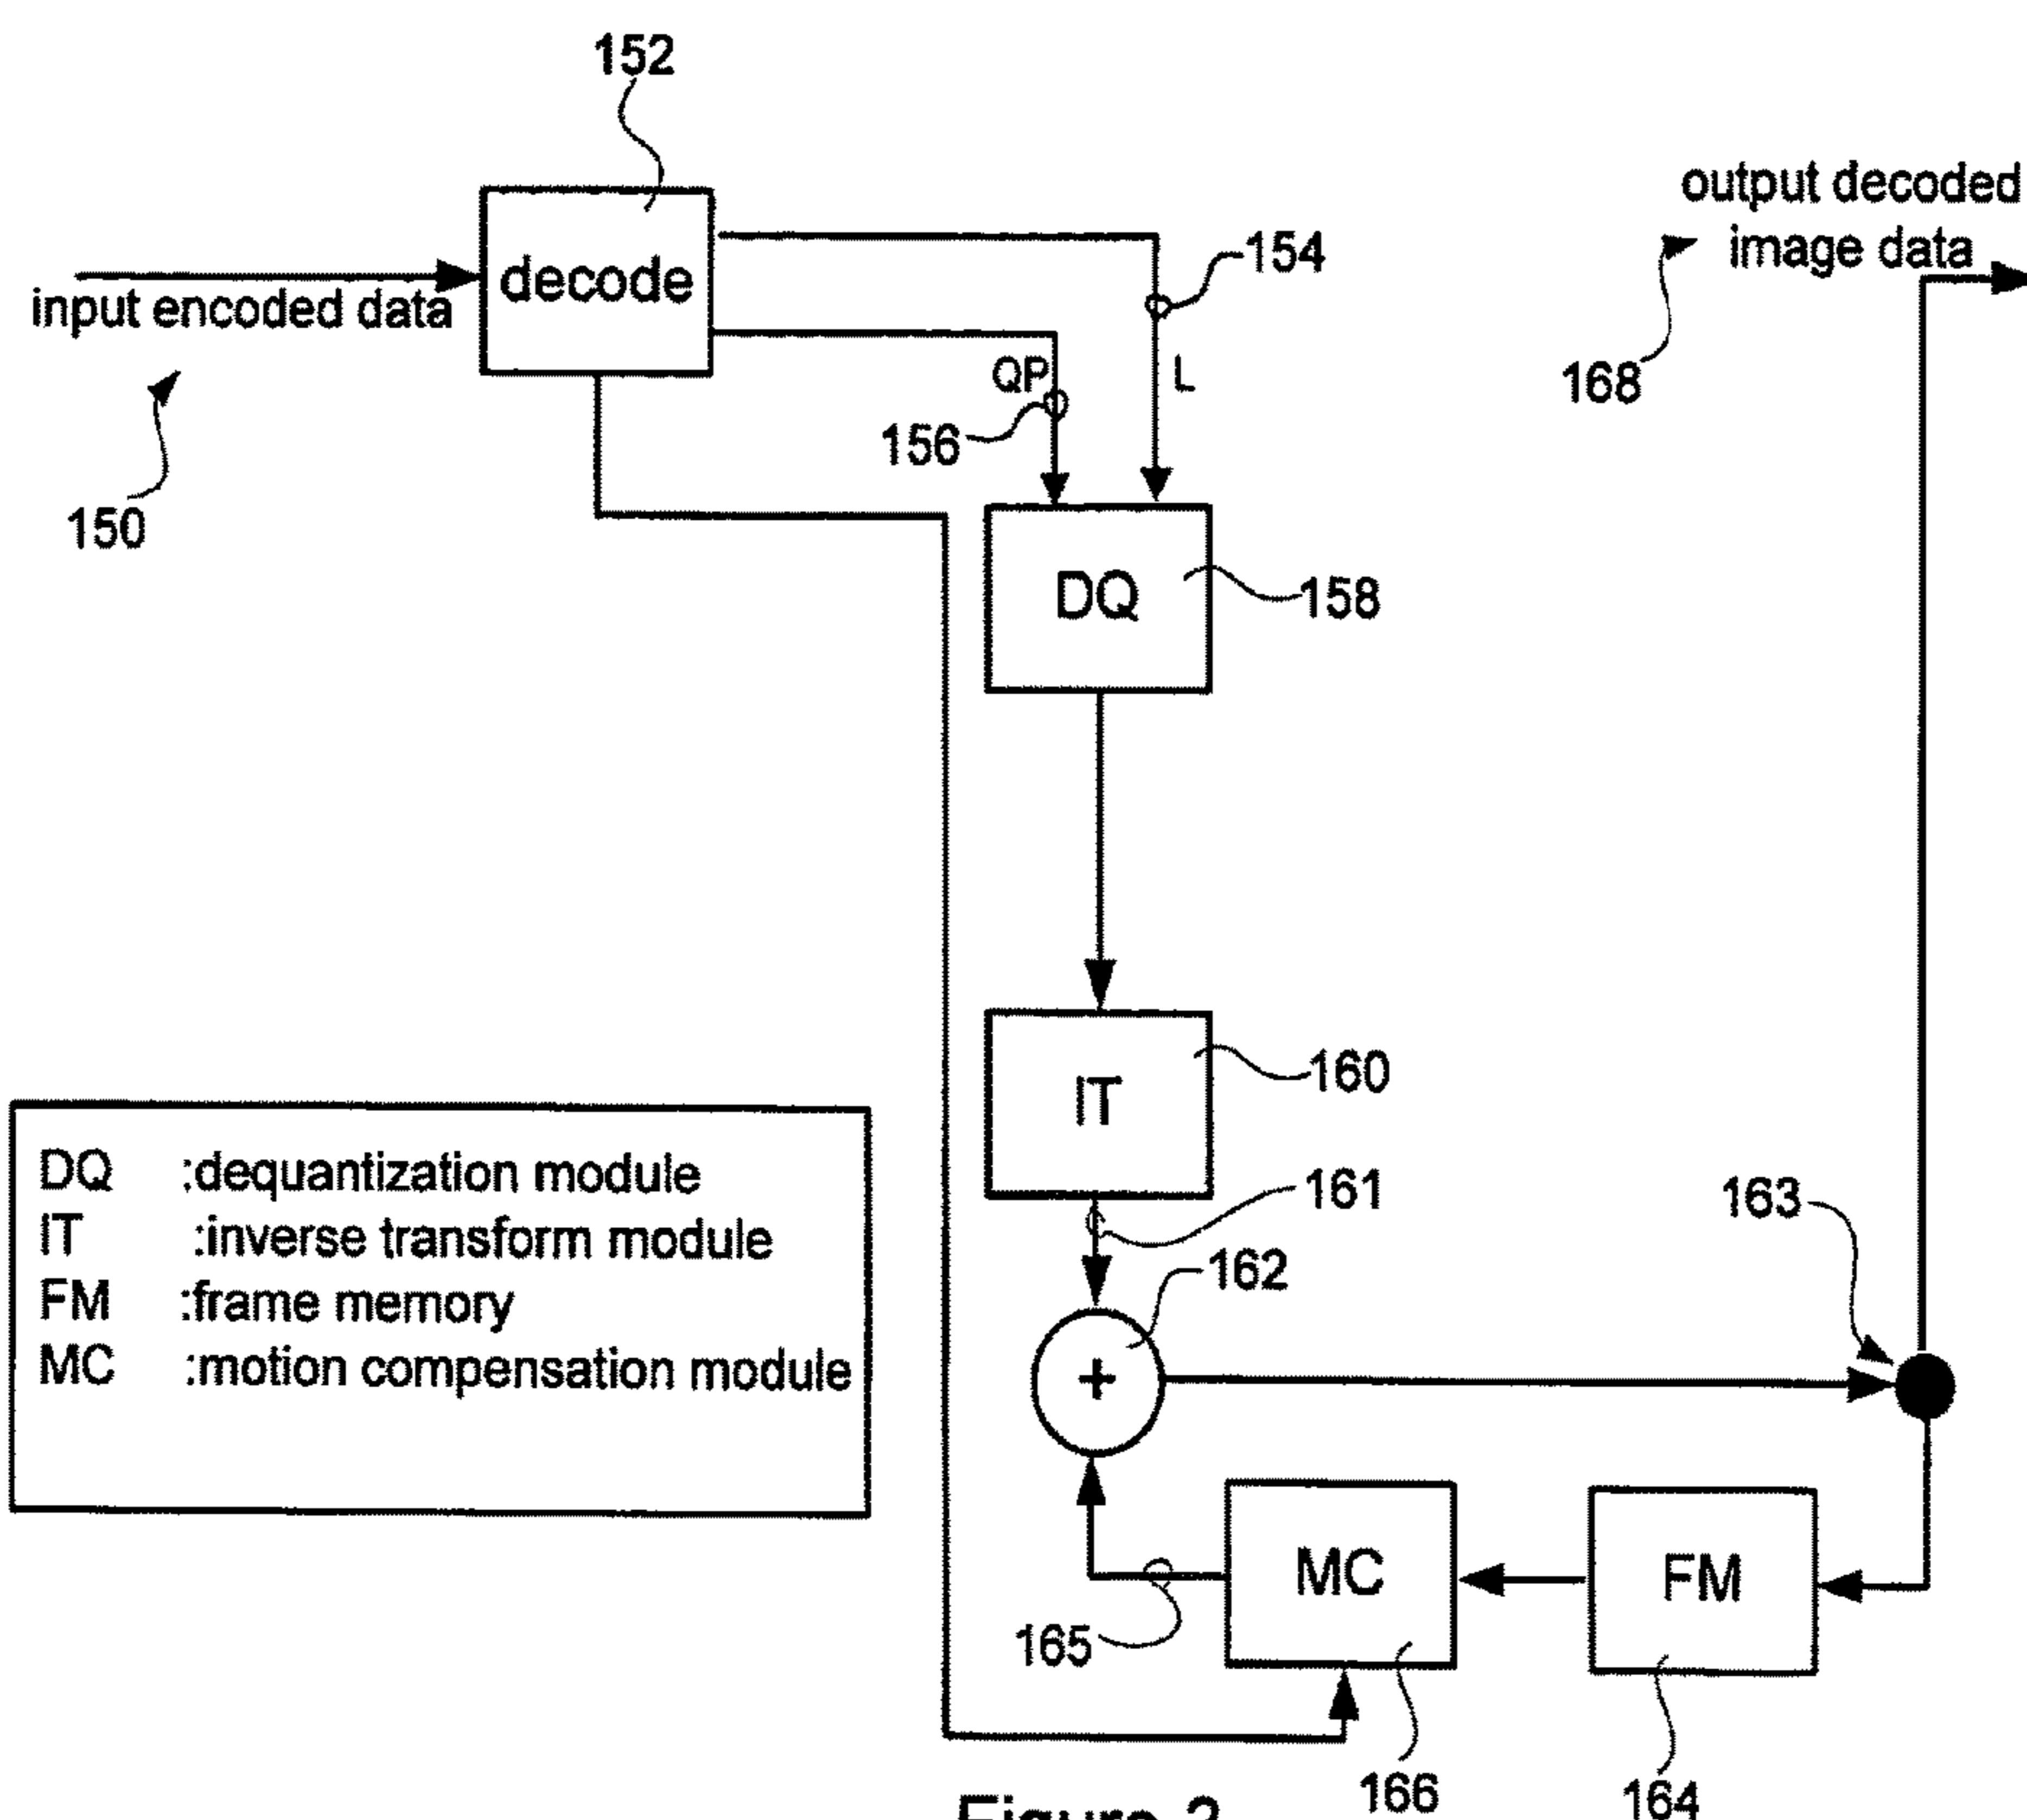 152
output decoded
image data
154
decode
input encoded data
QP
L
168
156
150
DQ
158
IT
160
DQ :dequantization module
IT :inverse transform module
FM :frame memory
MC :motion compensation module
161
163
162
+
MC
FM
165
166
164